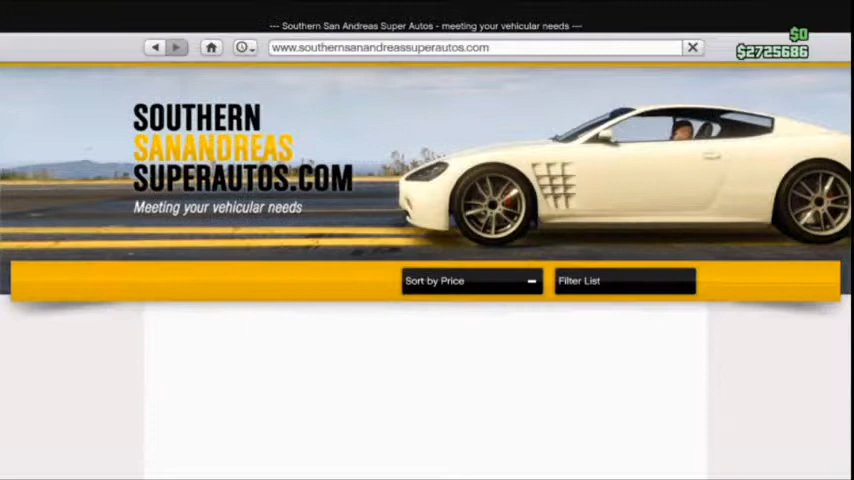 --- Southern San Andreas Super Autos - meeting your vehicular needs ---
$0
www.southernsanandreassuperautos.com
$2725686
SOUTHERN
SANANDREAS
SUPERAUTOS.COM
Meeting your vehicular needs
Sort by Price
Filter List